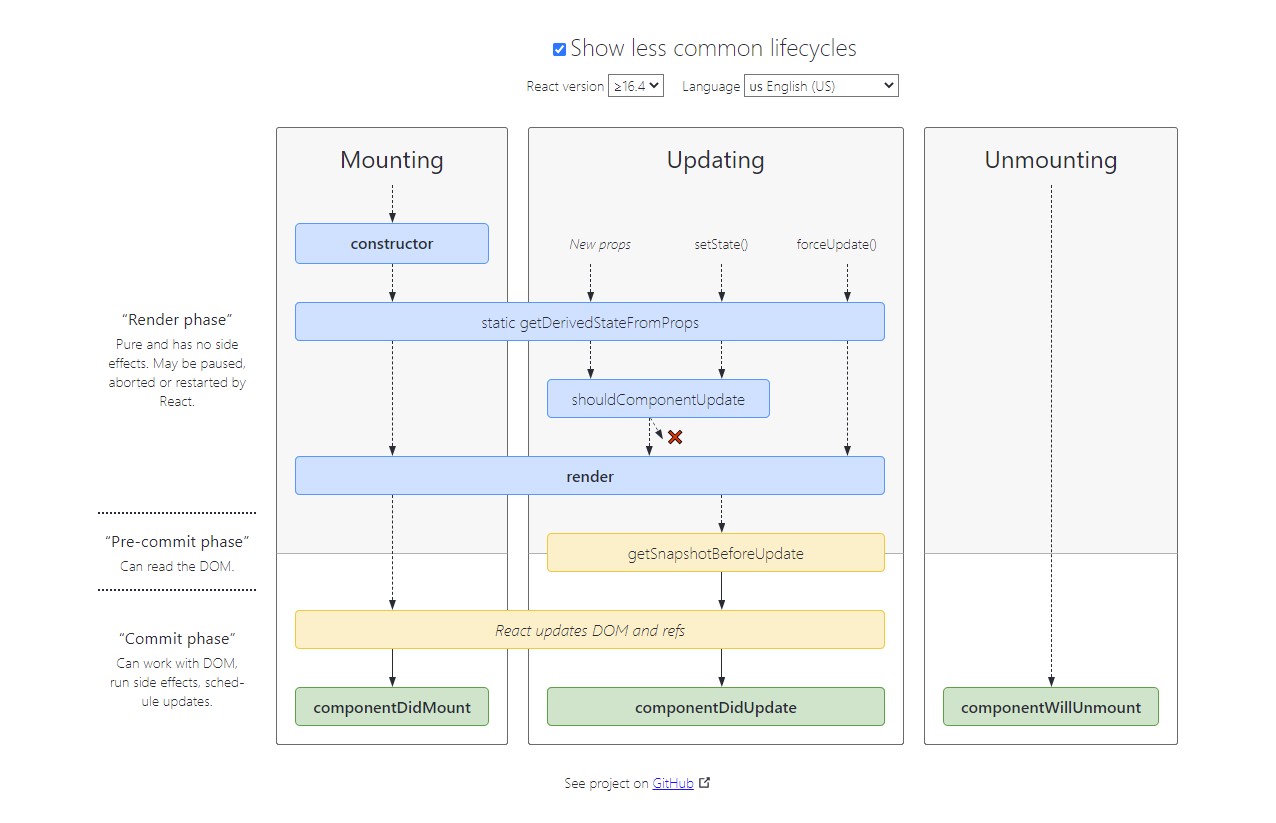 Show less common lifecycles
React version ≥16.4 Language us English (US)
Mounting
Updating
Unmounting
constructor
New props
setState()
forceUpdate()
“Render phase”
Pure and has no side
effects. May be paused,
aborted or restarted by
React.
static getDerivedStateFromProps
shouldComponentUpdate
render
“Pre-commit phase”
Can read the DOM.
getSnapshotBeforeUpdate
“Commit phase”
Can work with DOM,
run side effects, sched-
ule updates.
React updates DOM and refs
componentDidMount
componentDidUpdate
componentWillUnmount
See project on GitHub